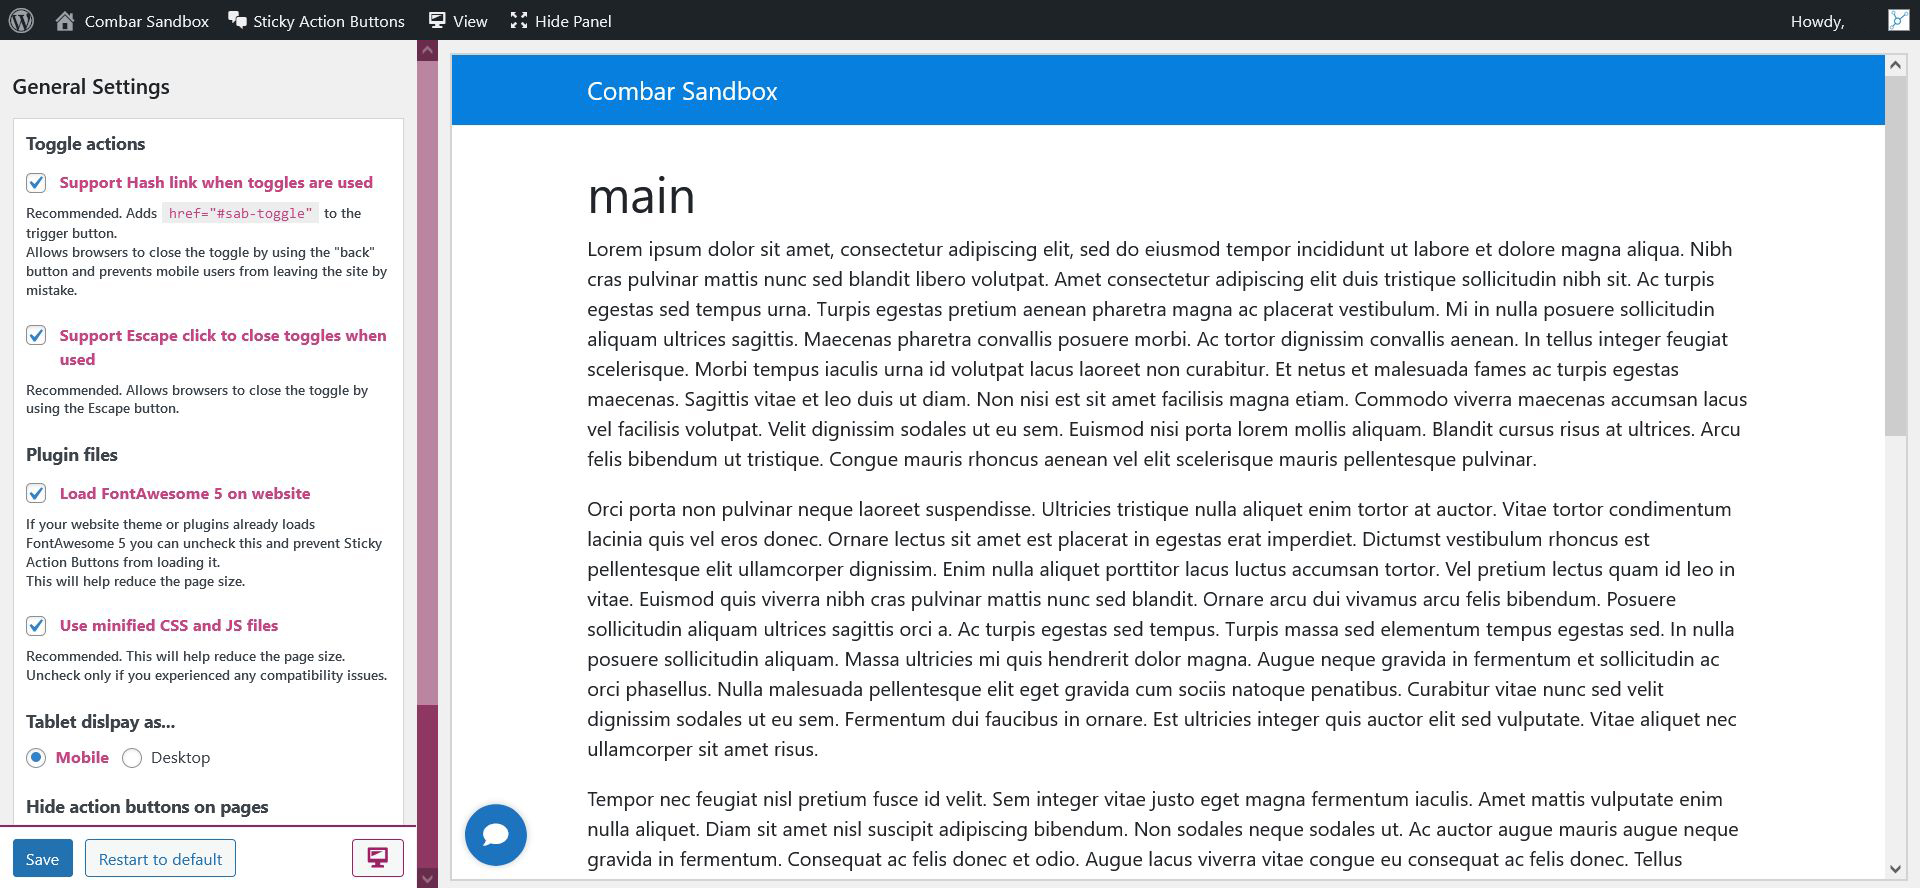 Combar Sandbox Sticky Action Buttons View Hide Panel Howdy,
General Settings
Toggle actions
Support Hash link when toggles are used
Recommended. Adds href="#sab-toggle" to the
trigger button.
Allows browsers to close the toggle by using the "back"
button and prevents mobile users from leaving the site by
mistake.
Support Escape click to close toggles when
used
Recommended. Allows browsers to close the toggle by
using the Escape button.
Plugin files
Load FontAwesome 5 on website
If your website theme or plugins already loads
FontAwesome 5 you can uncheck this and prevent Sticky
Action Buttons from loading it.
This will help reduce the page size.
Use minified CSS and JS files
Recommended. This will help reduce the page size.
Uncheck only if you experienced any compatibility issues.
Tablet dislpay as...
Mobile Desktop
Hide action buttons on pages
Save Restart to default
Combar Sandbox
main
Lorem ipsum dolor sit amet, consectetur adipiscing elit, sed do eiusmod tempor incididunt ut labore et dolore magna aliqua. Nibh
cras pulvinar mattis nunc sed blandit libero volutpat. Amet consectetur adipiscing elit duis tristique sollicitudin nibh sit. Ac turpis
egestas sed tempus urna. Turpis egestas pretium aenean pharetra magna ac placerat vestibulum. Mi in nulla posuere sollicitudin
aliquam ultrices sagittis. Maecenas pharetra convallis posuere morbi. Ac tortor dignissim convallis aenean. In tellus integer feugiat
scelerisque. Morbi tempus iaculis urna id volutpat lacus laoreet non curabitur. Et netus et malesuada fames ac turpis egestas
maecenas. Sagittis vitae et leo duis ut diam. Non nisi est sit amet facilisis magna etiam. Commodo viverra maecenas accumsan lacus
vel facilisis volutpat. Velit dignissim sodales ut eu sem. Euismod nisi porta lorem mollis aliquam. Blandit cursus risus at ultrices. Arcu
felis bibendum ut tristique. Congue mauris rhoncus aenean vel elit scelerisque mauris pellentesque pulvinar.
Orci porta non pulvinar neque laoreet suspendisse. Ultricies tristique nulla aliquet enim tortor at auctor. Vitae tortor condimentum
lacinia quis vel eros donec. Ornare lectus sit amet est placerat in egestas erat imperdiet. Dictumst vestibulum rhoncus est
pellentesque elit ullamcorper dignissim. Enim nulla aliquet porttitor lacus luctus accumsan tortor. Vel pretium lectus quam id leo in
vitae. Euismod quis viverra nibh cras pulvinar mattis nunc sed blandit. Ornare arcu dui vivamus arcu felis bibendum. Posuere
sollicitudin aliquam ultrices sagittis orci a. Ac turpis egestas sed tempus. Turpis massa sed elementum tempus egestas sed. In nulla
posuere sollicitudin aliquam. Massa ultricies mi quis hendrerit dolor magna. Augue neque gravida in fermentum et sollicitudin ac
orci phasellus. Nulla malesuada pellentesque elit eget gravida cum sociis natoque penatibus. Curabitur vitae nunc sed velit
dignissim sodales ut eu sem. Fermentum dui faucibus in ornare. Est ultricies integer quis auctor elit sed vulputate. Vitae aliquet nec
ullamcorper sit amet risus.
Tempor nec feugiat nisl pretium fusce id velit. Sem integer vitae justo eget magna fermentum iaculis. Amet mattis vulputate enim
nulla aliquet. Diam sit amet nisl suscipit adipiscing bibendum. Non sodales neque sodales ut. Ac auctor augue mauris augue neque
gravida in fermentum. Consequat ac felis donec et odio. Augue lacus viverra vitae congue eu consequat ac felis donec. Tellus